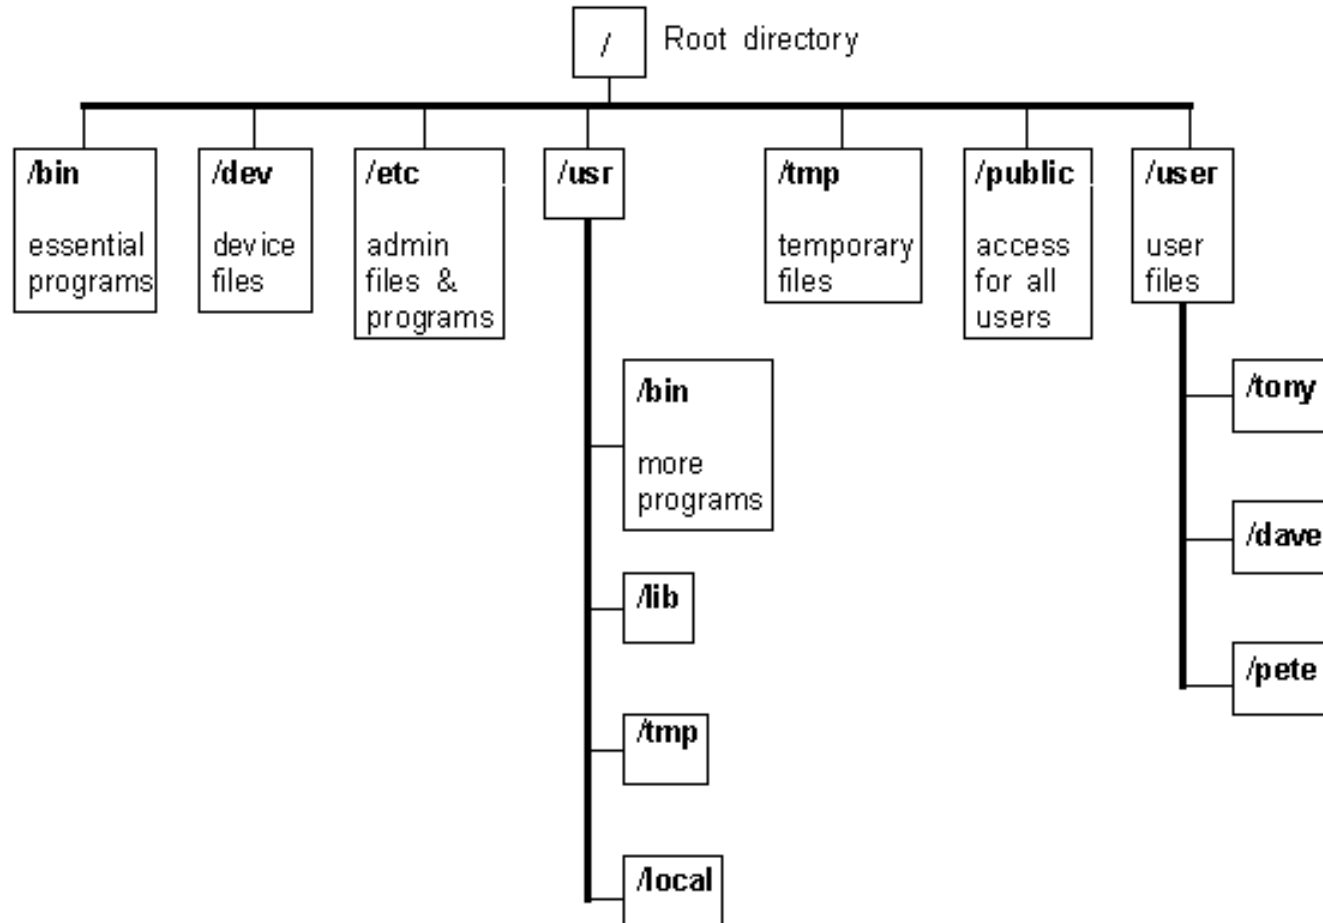 / Root directory
/bin
essential
programs
/dev
device
files
/etc
admin
files &
programs
/usr
/tmp
temporary
files
/public
access
for all
users
/user
user
files
/bin
more
programs
/lib
/tmp
/local
/tony
/dave
/pete